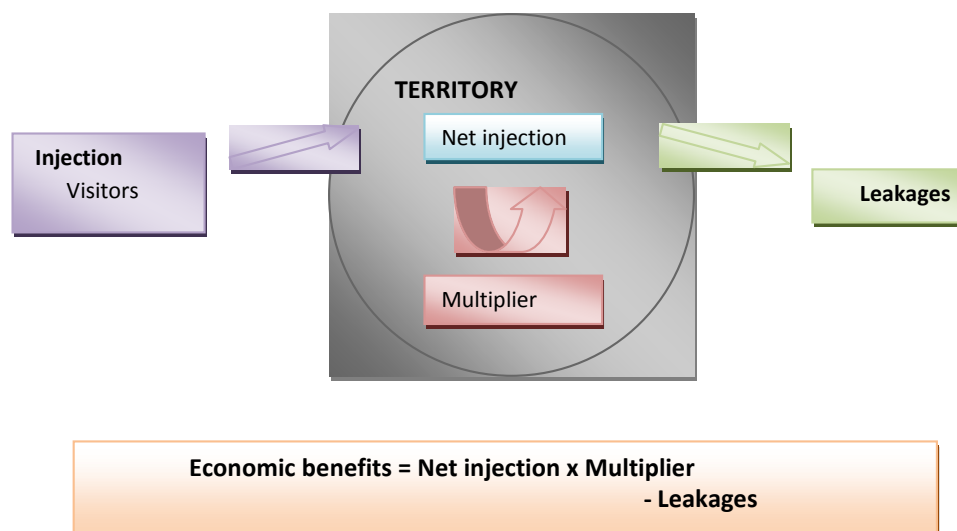 TERRITORY
Net injection
Injection
Visitors
Leakages
Multiplier
Economic benefits = Net injection x Multiplier
- Leakages